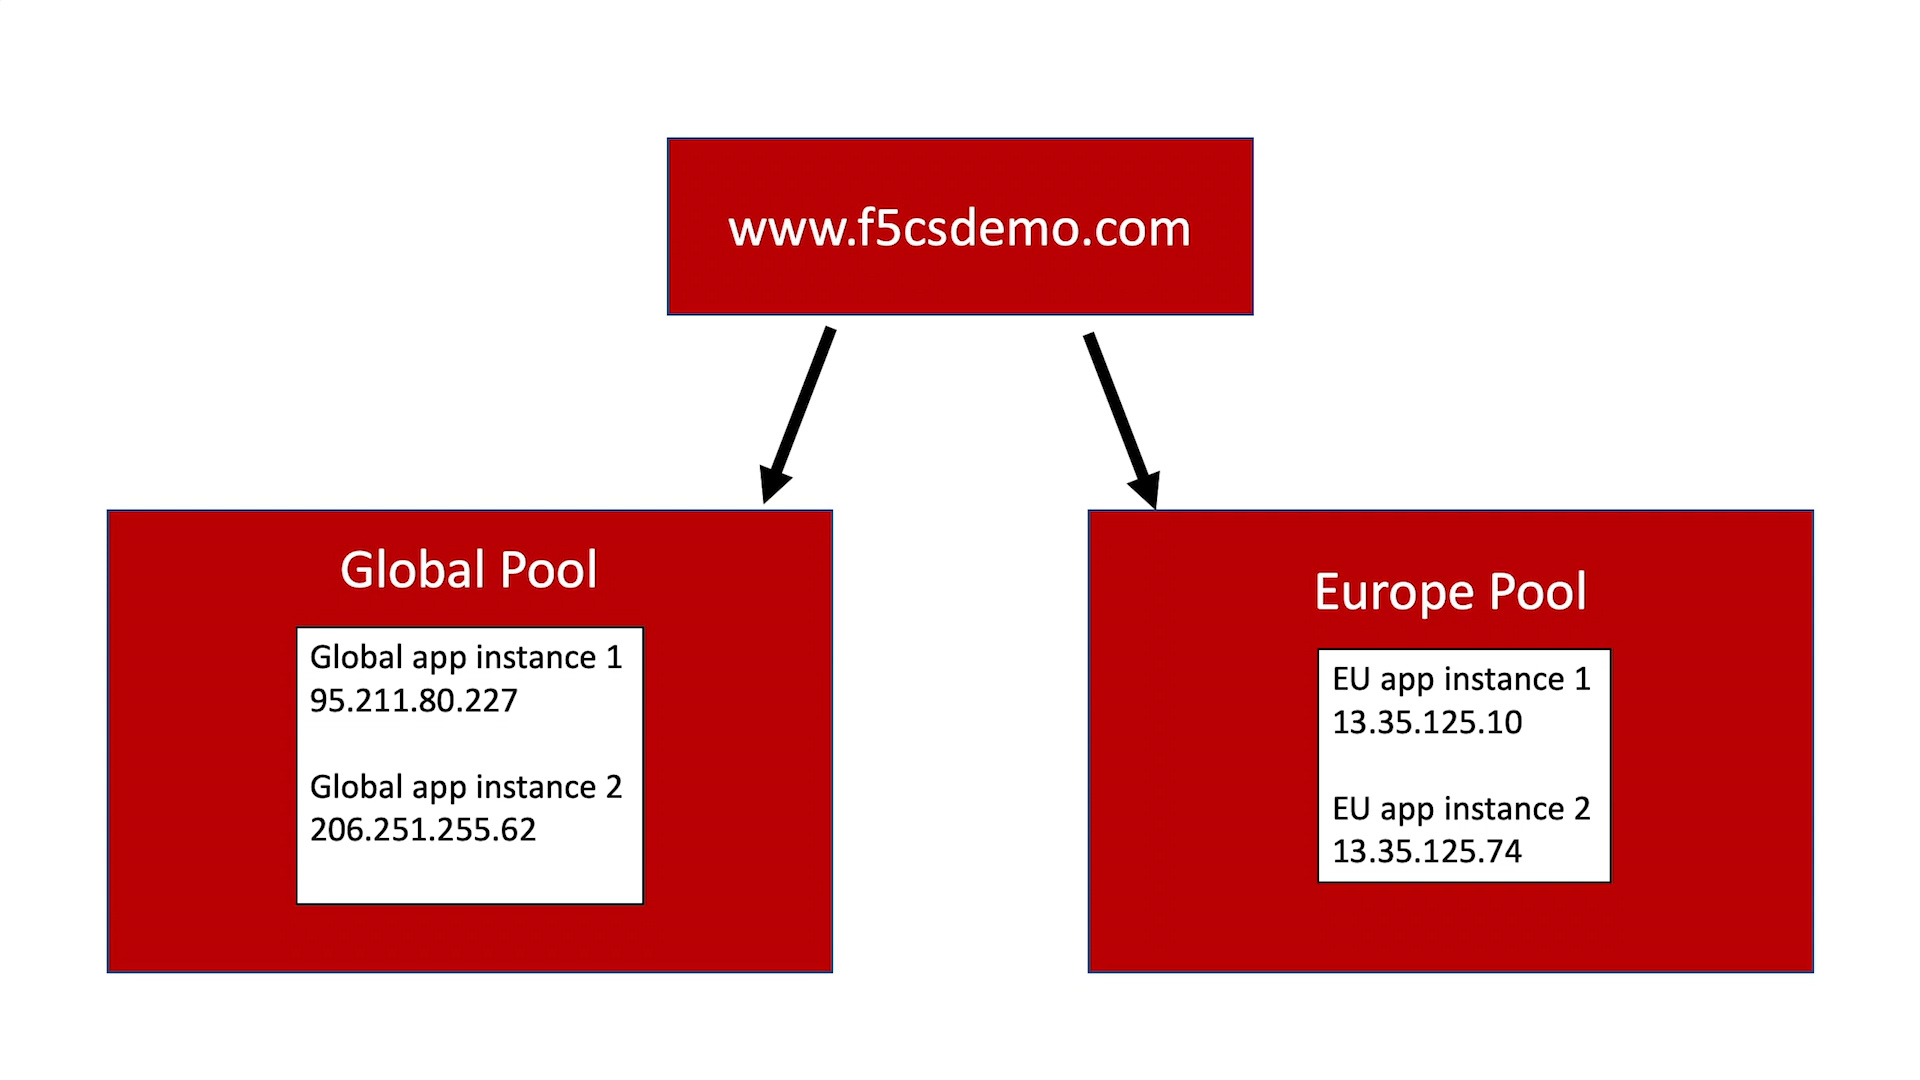 www.f5csdemo.com
Global Pool
Global app instance 1
95.211.80.227
Global app instance 2
206.251.255.62
Europe Pool
EU app instance 1
13.35.125.10
EU app instance 2
13.35.125.74